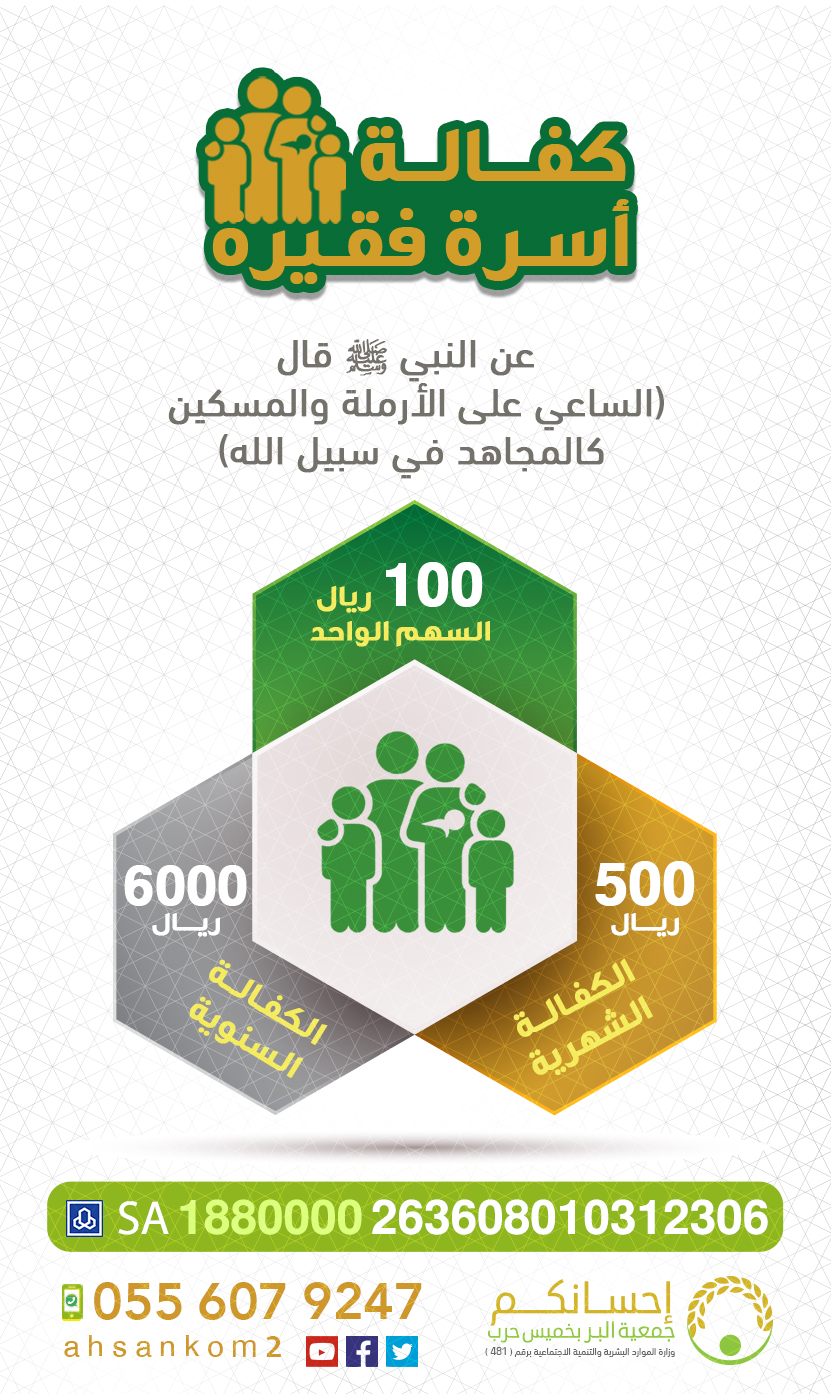 كفالة
أسرة فقيرة
عن النبي ﷺ قال
(الساعي على الأرملة والمسكين
كالمجاهد في سبيل الله)
100 ريال
السهم الواحد
500
ريال
الكفالة
الشهرية
6000
ريال
الكفالة
السنوية
SA 1880000 263608010312306
055 607 9247
ahsankom2
إحسانكم
جمعية البر بخميس حرب
وزارة الموارد البشرية والتنمية الاجتماعية برقم ( 481 )